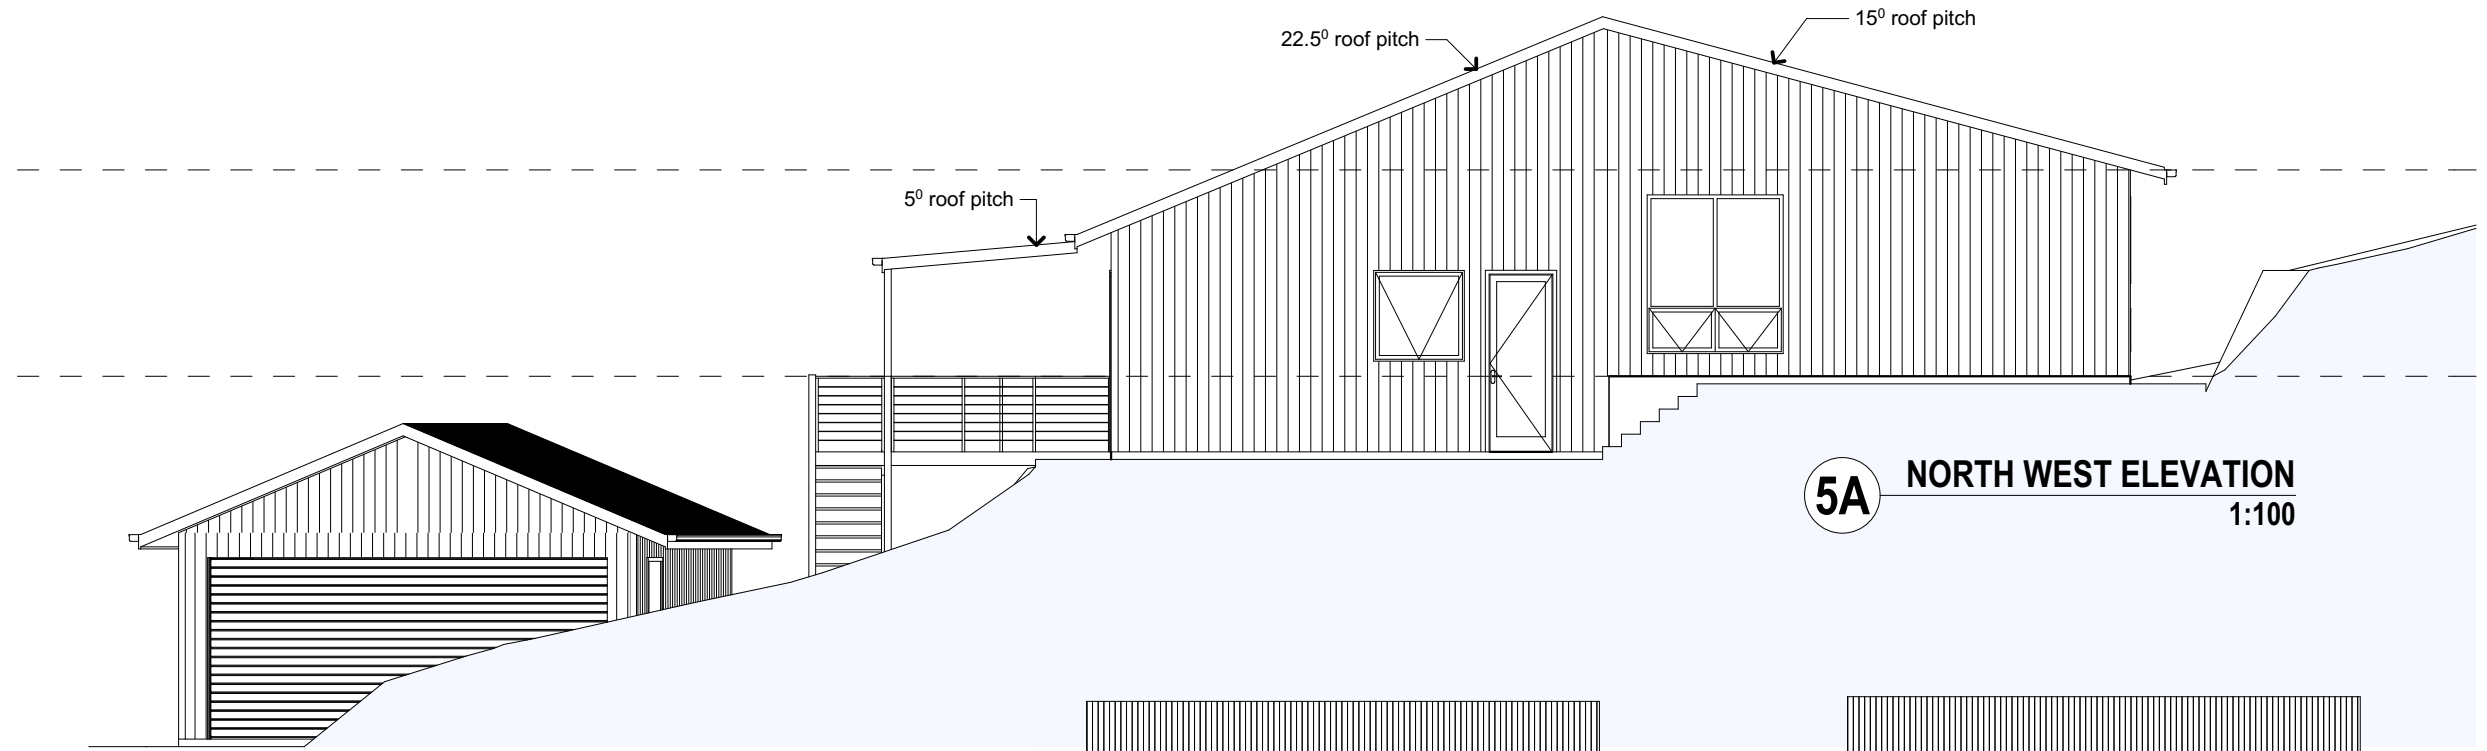 15⁰ roof pitch
22.5⁰ roof pitch
5⁰ roof pitch
5A NORTH WEST ELEVATION
1:100